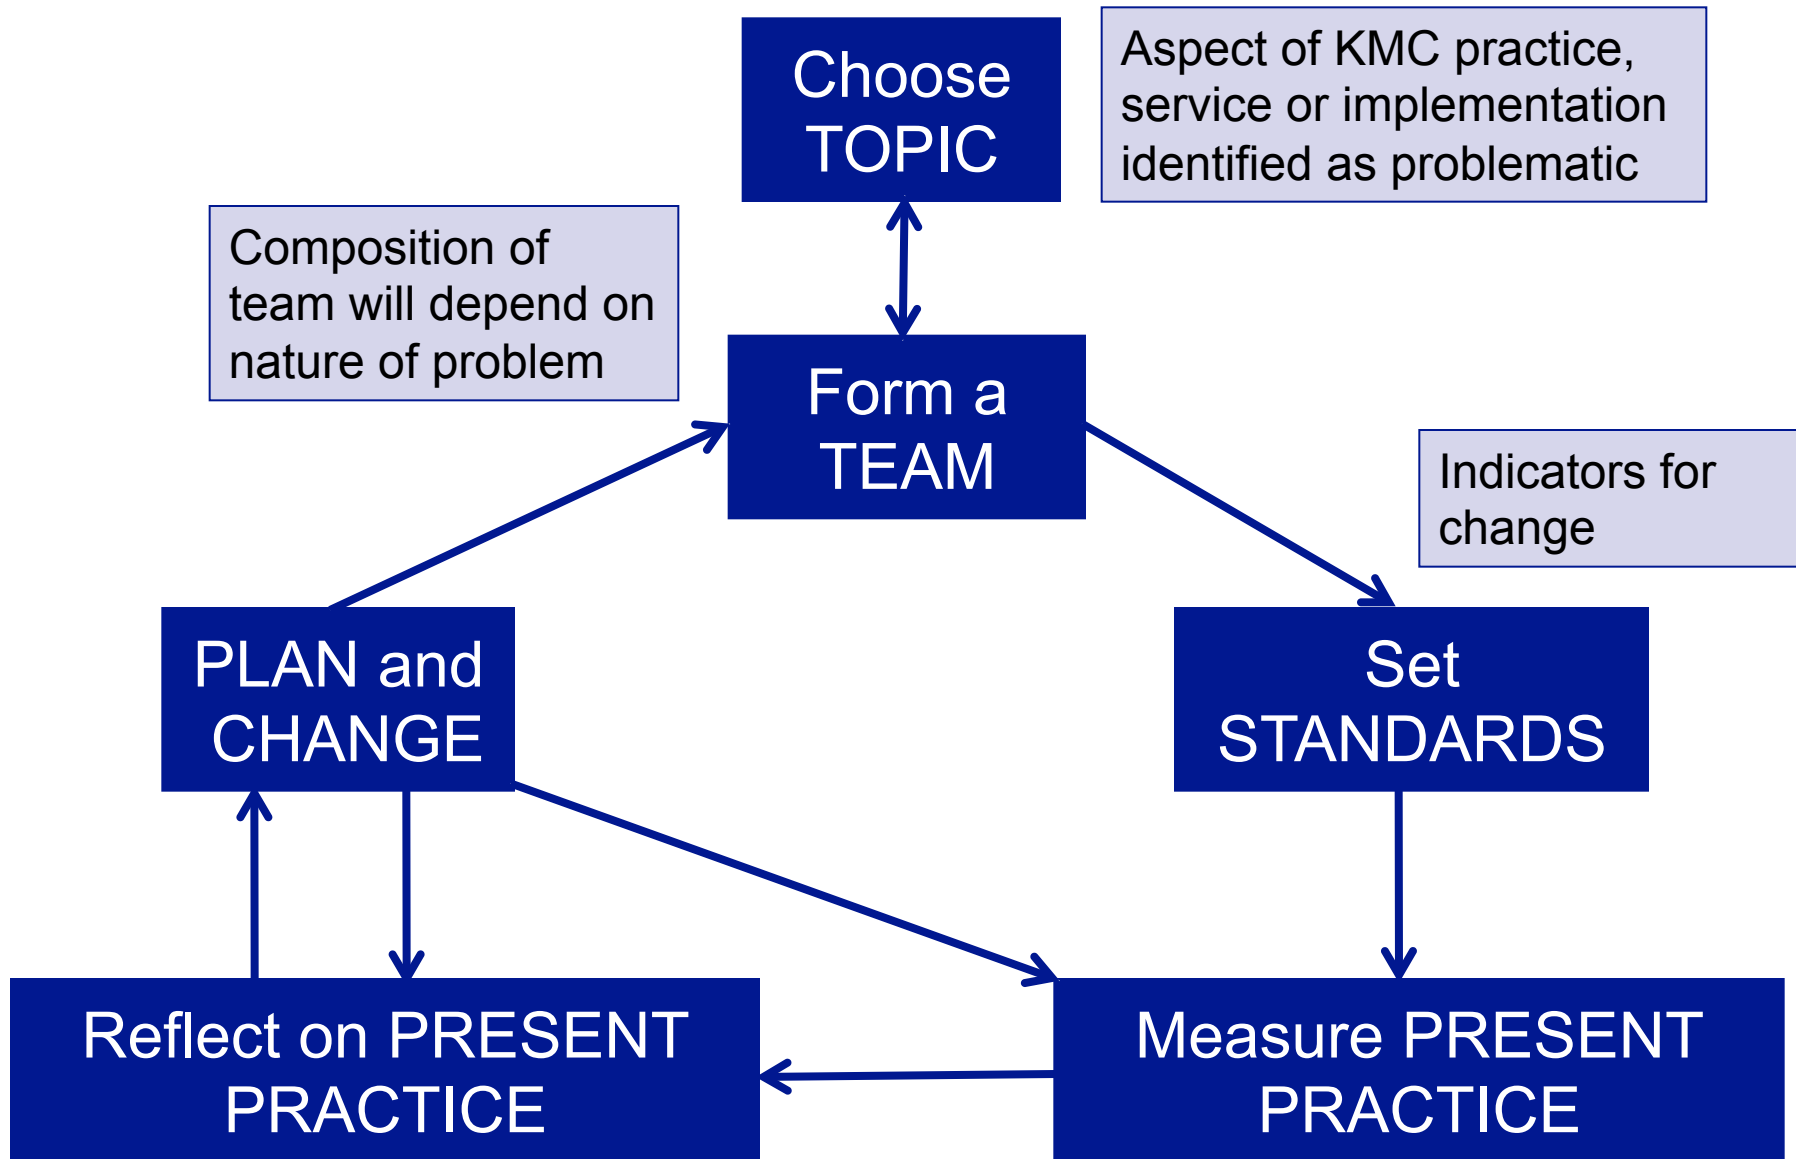 Choose
TOPIC
Aspect of KMC practice,
service or implementation
identified as problematic
Composition of
team will depend on
nature of problem
Form a
TEAM
Indicators for
change
PLAN and
CHANGE
Set
STANDARDS
Reflect on PRESENT
PRACTICE
Measure PRESENT
PRACTICE